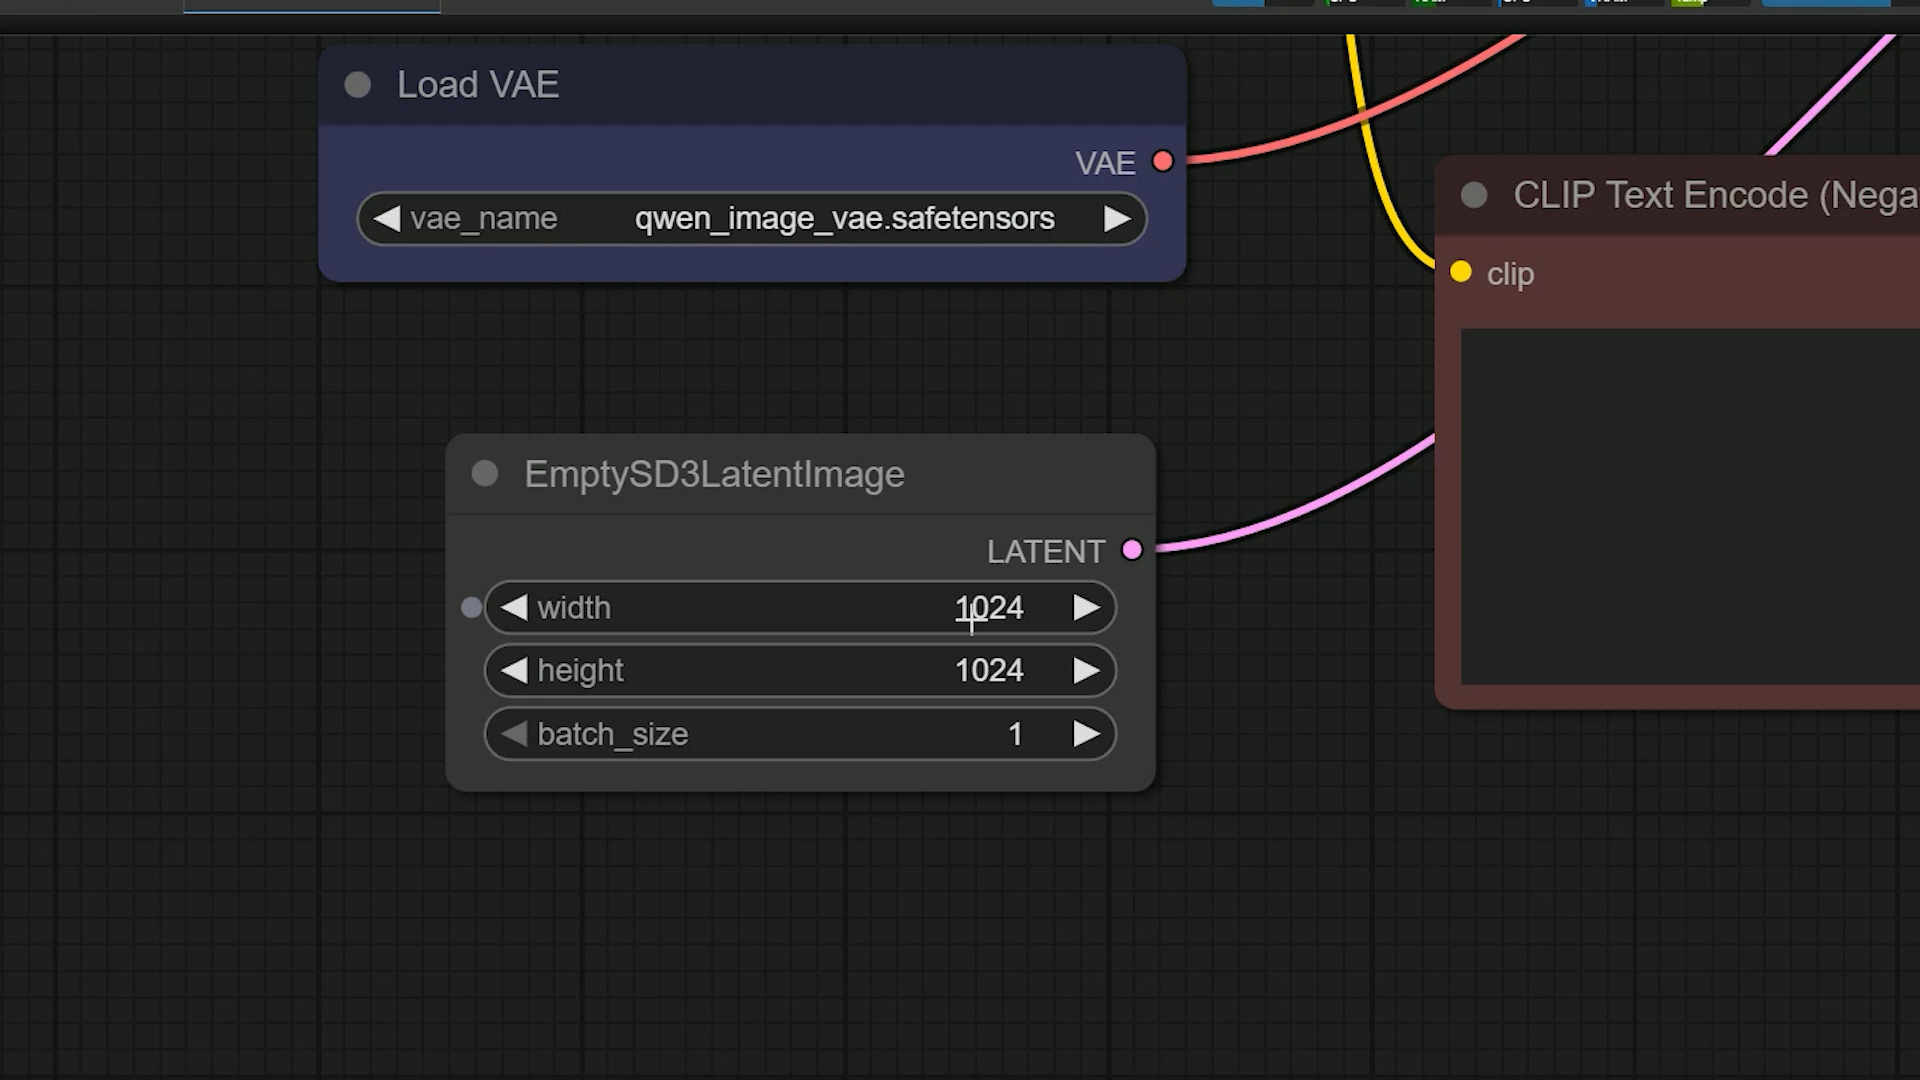 Load VAE
VAE
vae_name qwen_image_vae.safetensors
CLIP Text Encode (Nega
clip
EmptySD3LatentImage
LATENT
width 1024
height 1024
batch_size 1